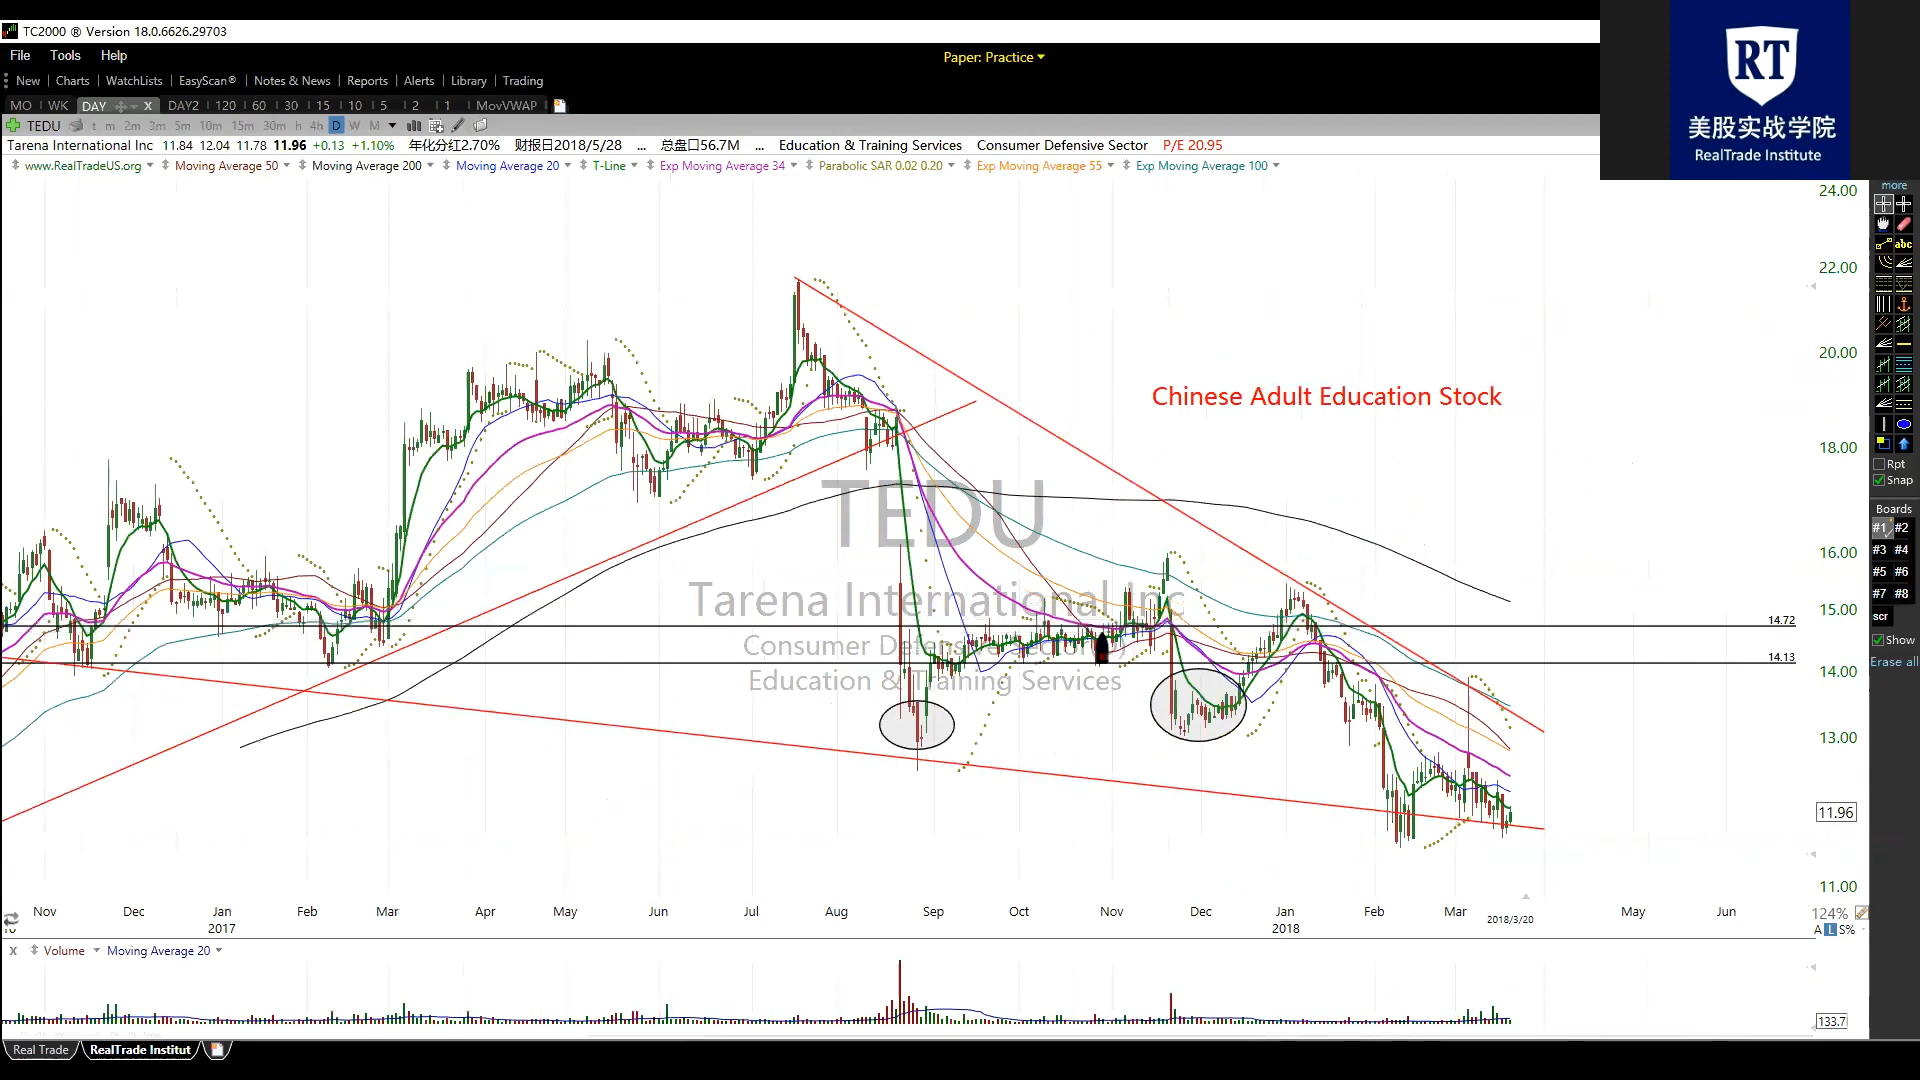 TC2000 ® Version 18.0.6626.29703
File Tools Help
Paper: Practice
New Charts WatchLists EasyScan® Notes & News Reports Alerts Library Trading
MO WK DAY X DAY2 120 60 30 15 10 5 2 1 MovVWAP
TEDU t m 2m 3m 5m 10m 15m 30m h 4h D W M
Tarena International Inc 11.84 12.04 11.78 11.96 +0.13 +1.10% 年化分红2.70% 财报日2018/5/28 ... 总盘口56.7M ... Education & Training Services Consumer Defensive Sector P/E 20.95
www.RealTradeUS.org Moving Average 50 Moving Average 200 Moving Average 20 T-Line Exp Moving Average 34 Parabolic SAR 0.02 0.20 Exp Moving Average 55 Exp Moving Average 100
RT
美股实战学院
RealTrade Institute
more
abc
Rpt
Snap
Boards
#1 #2
#3 #4
#5 #6
#7 #8
scr
Show
Erase all
24.00
22.00
20.00
18.00
16.00
15.00
14.00
13.00
11.96
11.00
Chinese Adult Education Stock
TEDU
Tarena International Inc
Education & Training Services
14.72
14.13
Nov Dec Jan Feb Mar Apr May Jun Jul Aug Sep Oct Nov Dec Jan Feb Mar 2018/3/20 May Jun
2017 2018
124%
A L S%
X Volume Moving Average 20
133.7
Real Trade RealTrade Institut